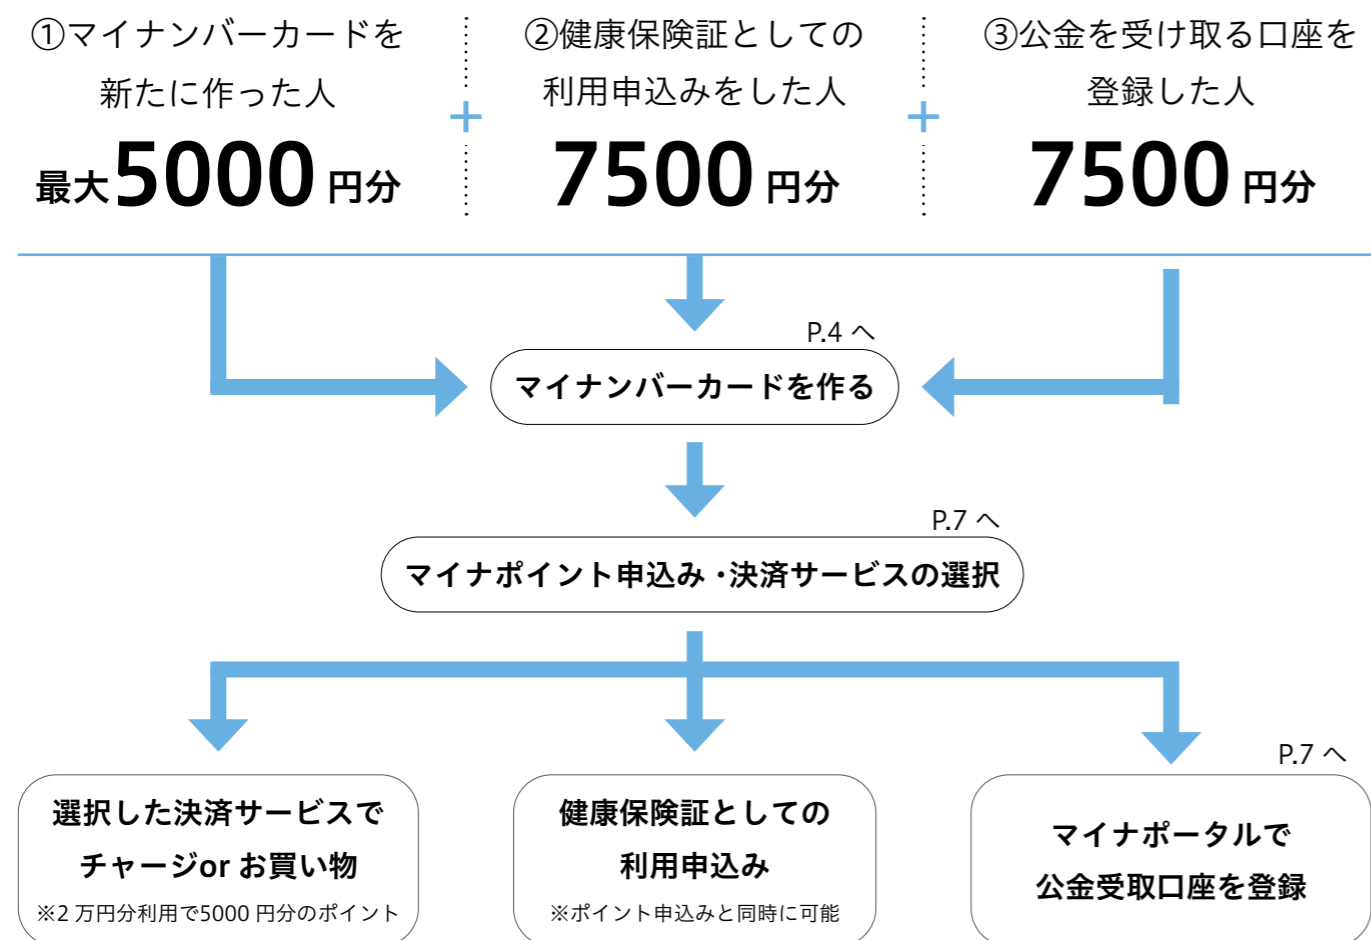 ①マイナンバーカードを
新たに作った人
最大5000円分
+
②健康保険証としての
利用申込みをした人
7500円分
+
③公金を受け取る口座を
登録した人
7500円分
P.4 へ
マイナンバーカードを作る
P.7 へ
マイナポイント申込み・決済サービスの選択
選択した決済サービスで
チャージor お買い物
※2 万円分利用で5000 円分のポイント
健康保険証としての
利用申込み
※ポイント申込みと同時に可能
P.7 へ
マイナポータルで
公金受取口座を登録